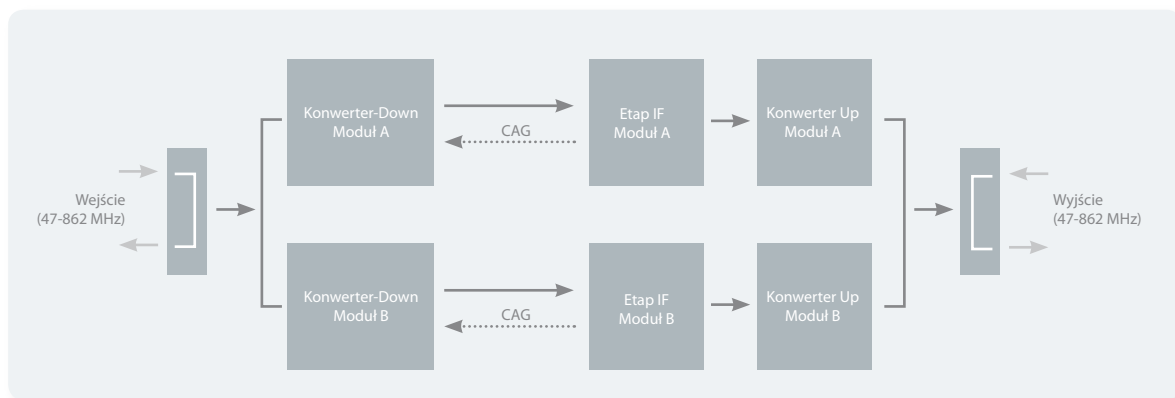 Wejście
(47-862 MHz)
Konwerter-Down
Moduł A
CAG
Etap IF
Moduł A
Konwerter Up
Moduł A
Konwerter-Down
Moduł B
CAG
Etap IF
Moduł B
Konwerter Up
Moduł B
Wyjście
(47-862 MHz)